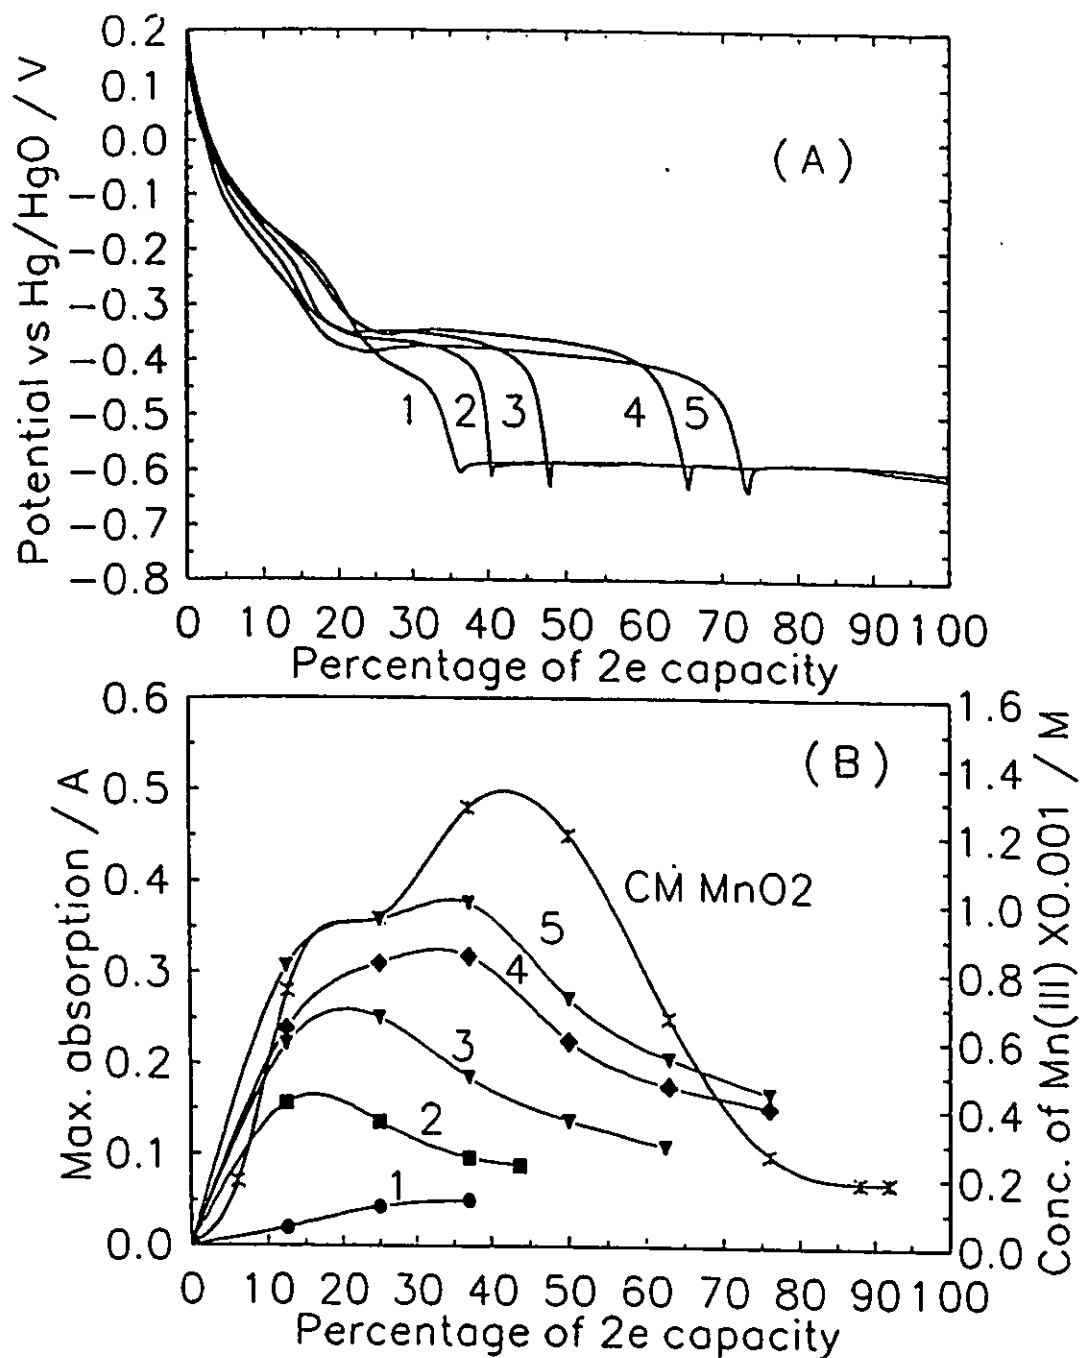 0.2
0.1
0.0
−0.1
−0.2
−0.3
−0.4
−0.5
−0.6
−0.7
−0.8
Potential vs Hg/HgO / V
(A)
1 2 3 4 5
0 10 20 30 40 50 60 70 80 90 100
Percentage of 2e capacity
0.6
0.5
0.4
0.3
0.2
0.1
0.0
Max. absorption / A
(B)
CM MnO2
5
4
3
2
1
1.6
1.4
1.2
1.0
0.8
0.6
0.4
0.2
0.0
Conc. of Mn(III) X0.001 / M
0 10 20 30 40 50 60 70 80 90 100
Percentage of 2e capacity